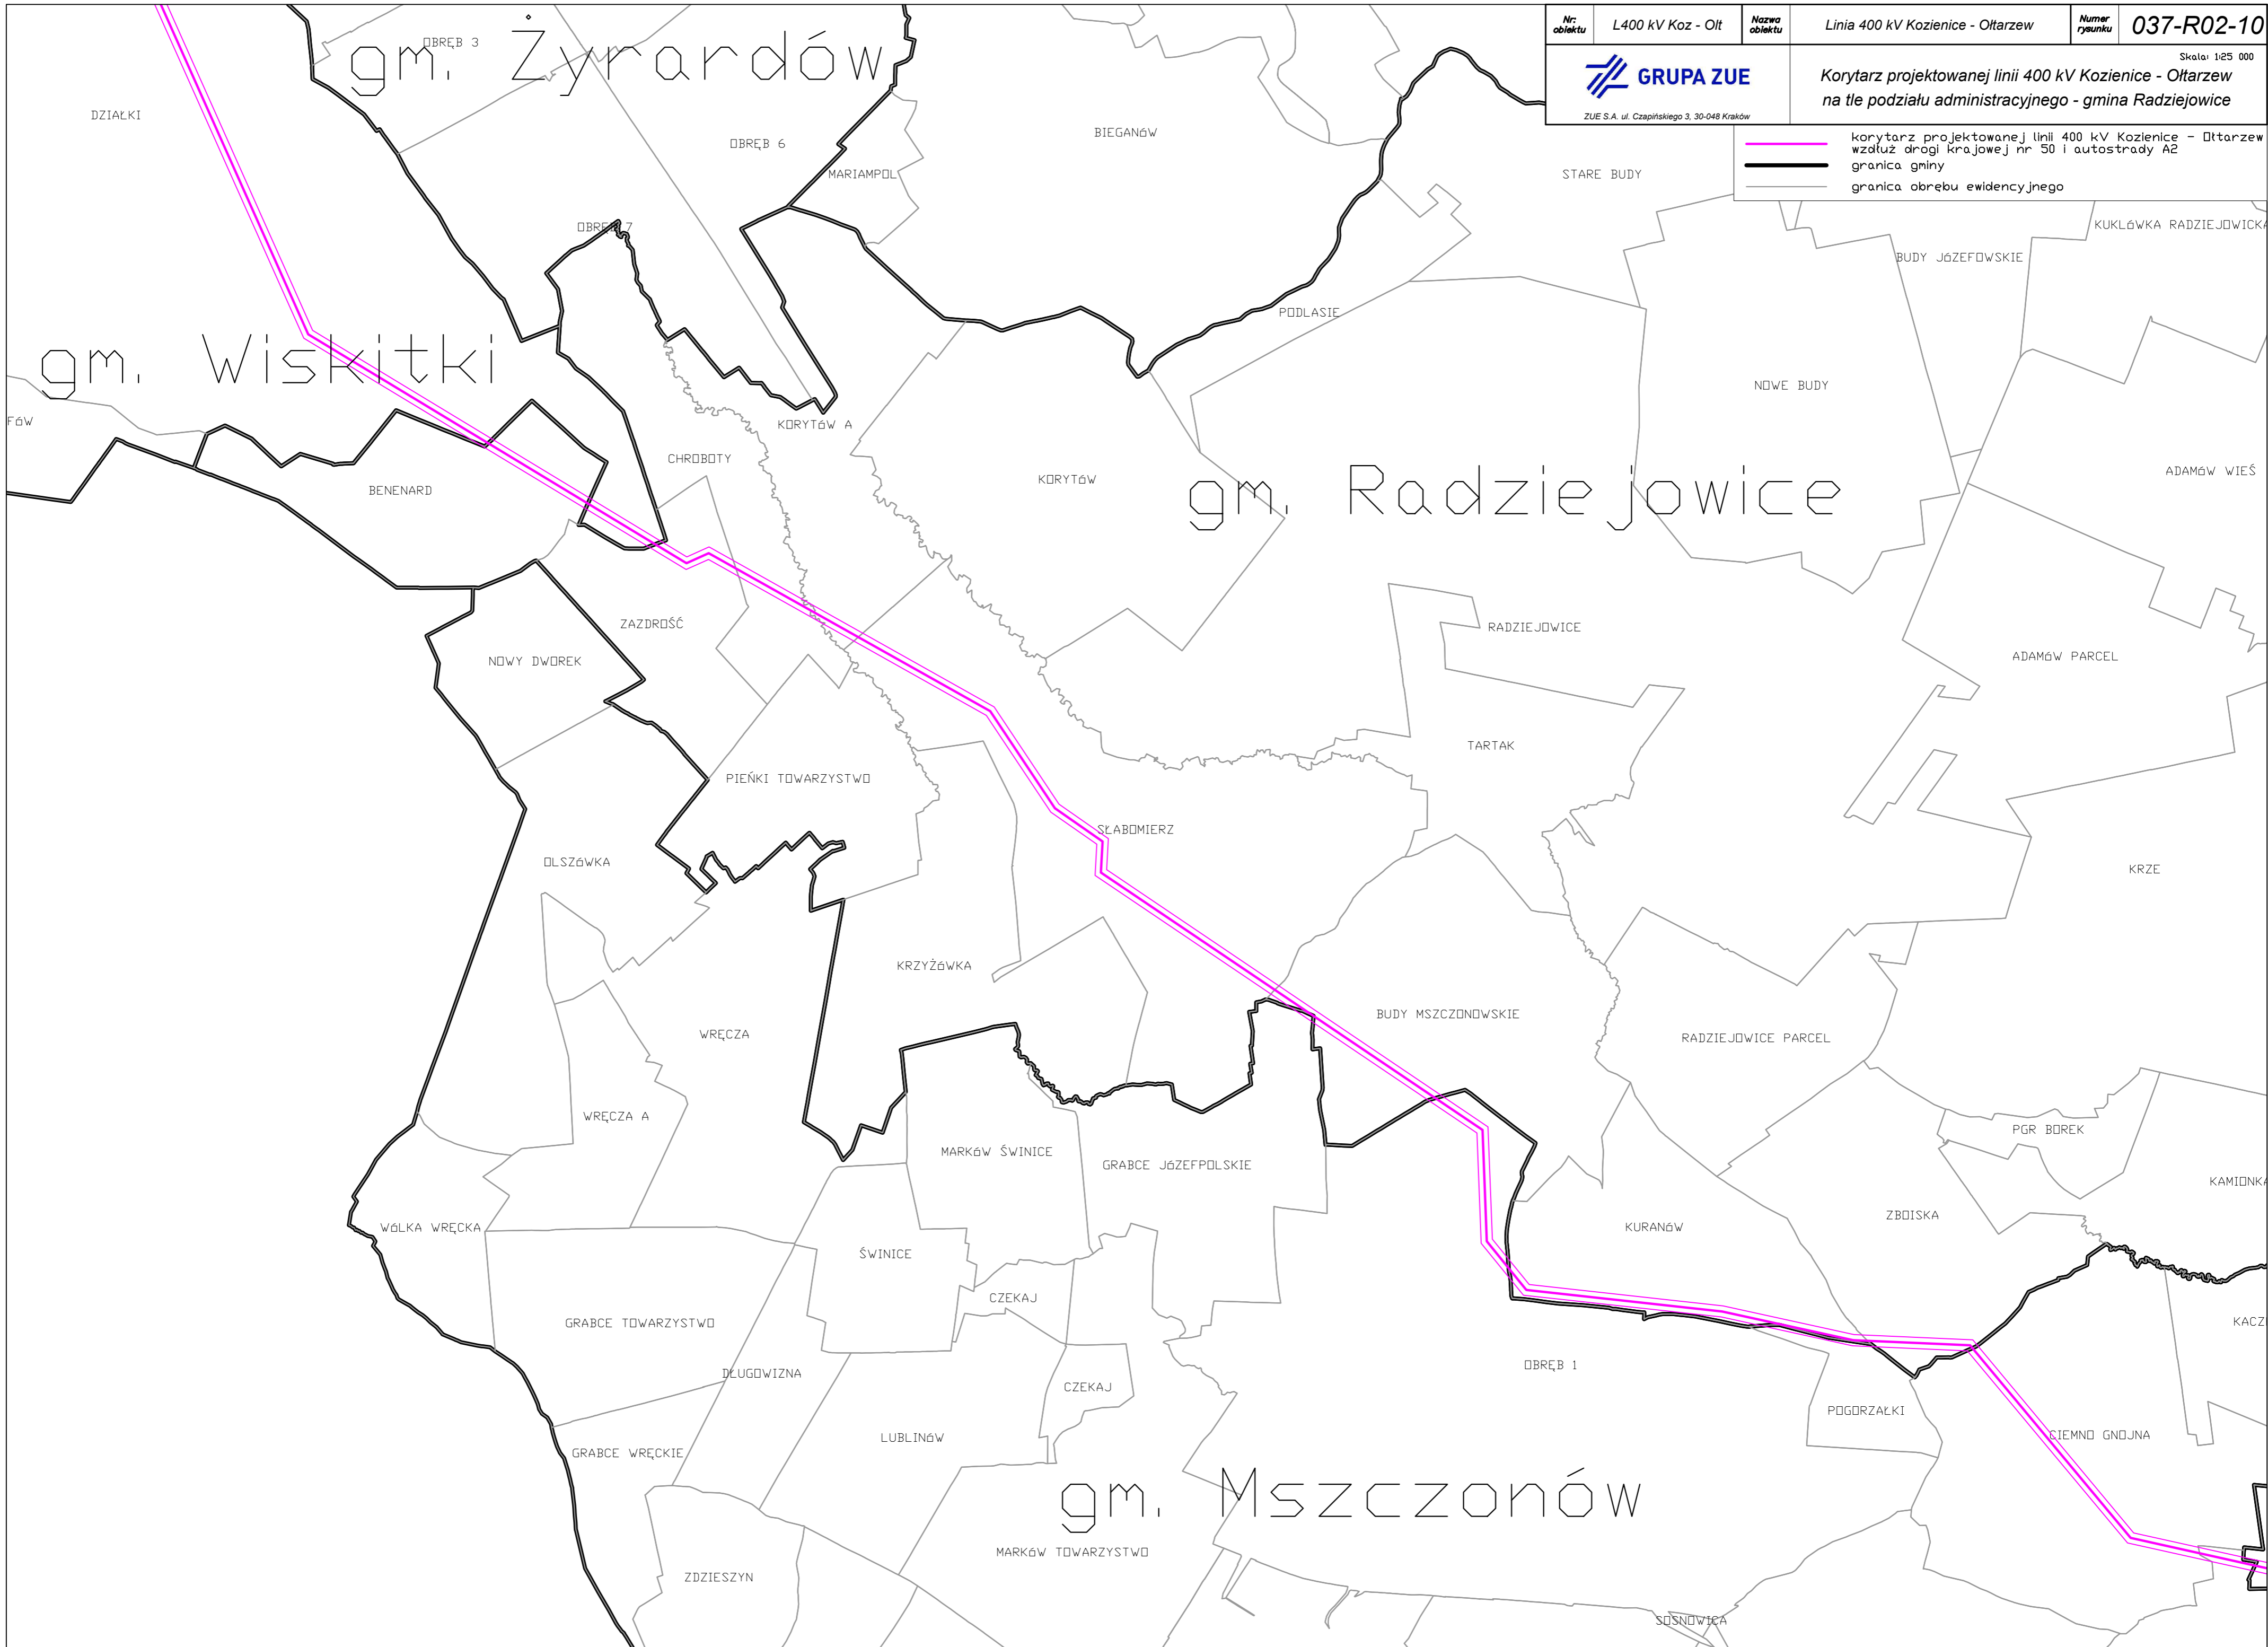 Nr: obiektu
L400 kV Koz - Olt
Nazwa obiektu
Linia 400 kV Kozienice - Ołtarzew
Numer rysunku
037-R02-10
Skala: 1:25 000
GRUPA ZUE
ZUE S.A. ul. Czapińskiego 3, 30-048 Kraków
Korytarz projektowanej linii 400 kV Kozienice - Ołtarzew
na tle podziału administracyjnego - gmina Radziejowice
korytarz projektowanej linii 400 kV Kozienice - Ołtarzew
wzdłuż drogi krajowej nr 50 i autostrady A2
granica gminy
granica obrębu ewidencyjnego
gm. Żyrardów
OBRĘB 3
DZIAŁKI
OBRĘB 6
BIEGANóW
MARIAMPOL
STARE BUDY
OBRĘB 7
KUKLóWKA RADZIEJOWICKA
BUDY JóZEFOWSKIE
PODLASIE
gm. Wiskitki
NOWE BUDY
FóW
KORYTóW A
CHROBOTY
ADAMóW WIEŚ
KORYTóW
BENENARD
gm. Radziejowice
ZAZDROŚĆ
RADZIEJOWICE
NOWY DWOREK
ADAMóW PARCEL
TARTAK
PIEŃKI TOWARZYSTWO
SŁABOMIERZ
OLSZóWKA
KRZE
KRZYŻóWKA
BUDY MSZCZONOWSKIE
WRĘCZA
RADZIEJOWICE PARCEL
WRĘCZA A
PGR BOREK
MARKóW ŚWINICE
GRABCE JóZEFPOLSKIE
KAMIONKA
WóLKA WRĘCKA
KURANóW
ZBOISKA
ŚWINICE
CZEKAJ
GRABCE TOWARZYSTWO
KACZ
OBRĘB 1
DŁUGOWIZNA
CZEKAJ
POGORZAŁKI
LUBLINóW
CIEMNO GNOJNA
GRABCE WRĘCKIE
gm. Mszczonów
MARKóW TOWARZYSTWO
ZDZIESZYN
SOSNOWICA